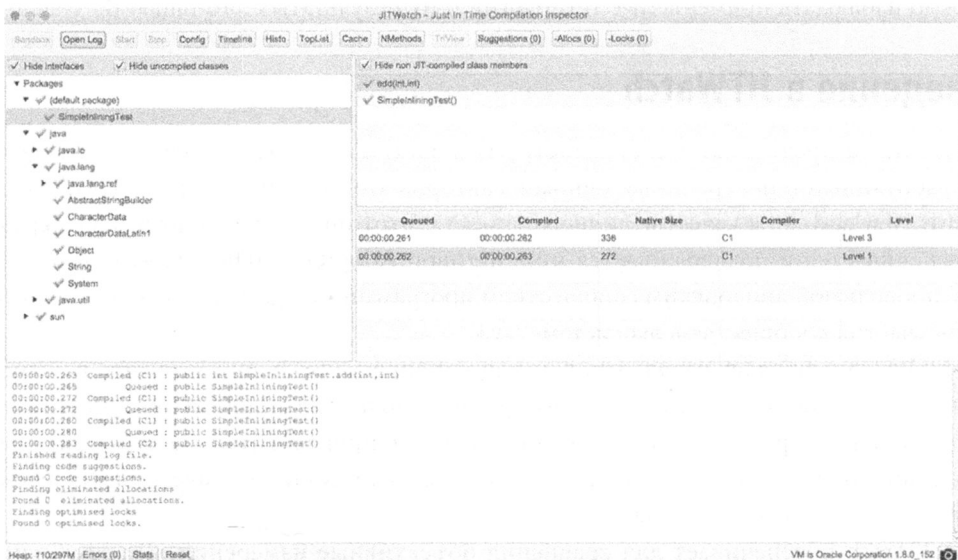 JITWatch - Just In Time Compilation Inspector
Sandbox Open Log Start Stop Config Timeline Histo TopList Cache NMethods TriView Suggestions (0) -Allocs (0) -Locks (0)
Hide interfaces Hide uncompiled classes
Packages
(default package)
SimpleInliningTest
java
java.io
java.lang
java.lang.ref
AbstractStringBuilder
CharacterData
CharacterDataLatin1
Object
String
System
java.util
sun
Hide non JIT-compiled class members
add(int,int)
SimpleInliningTest()
Queued Compiled Native Size Compiler Level
00:00:00.261 00:00:00.262 336 C1 Level 3
00:00:00.262 00:00:00.263 272 C1 Level 1
00:00:00.263 Compiled (C1) : public int SimpleInliningTest.add(int,int)
00:00:00.265 Queued : public SimpleInliningTest()
00:00:00.272 Compiled (C1) : public SimpleInliningTest()
00:00:00.272 Queued : public SimpleInliningTest()
00:00:00.280 Compiled (C1) : public SimpleInliningTest()
00:00:00.280 Queued : public SimpleInliningTest()
00:00:00.283 Compiled (C2) : public SimpleInliningTest()
Finished reading log file.
Finding code suggestions.
Found 0 code suggestions.
Finding eliminated allocations
Found 0 eliminated allocations.
Finding optimised locks
Found 0 optimised locks.
Heap: 110/297M Errors (0) Stats Reset VM is Oracle Corporation 1.8.0_152